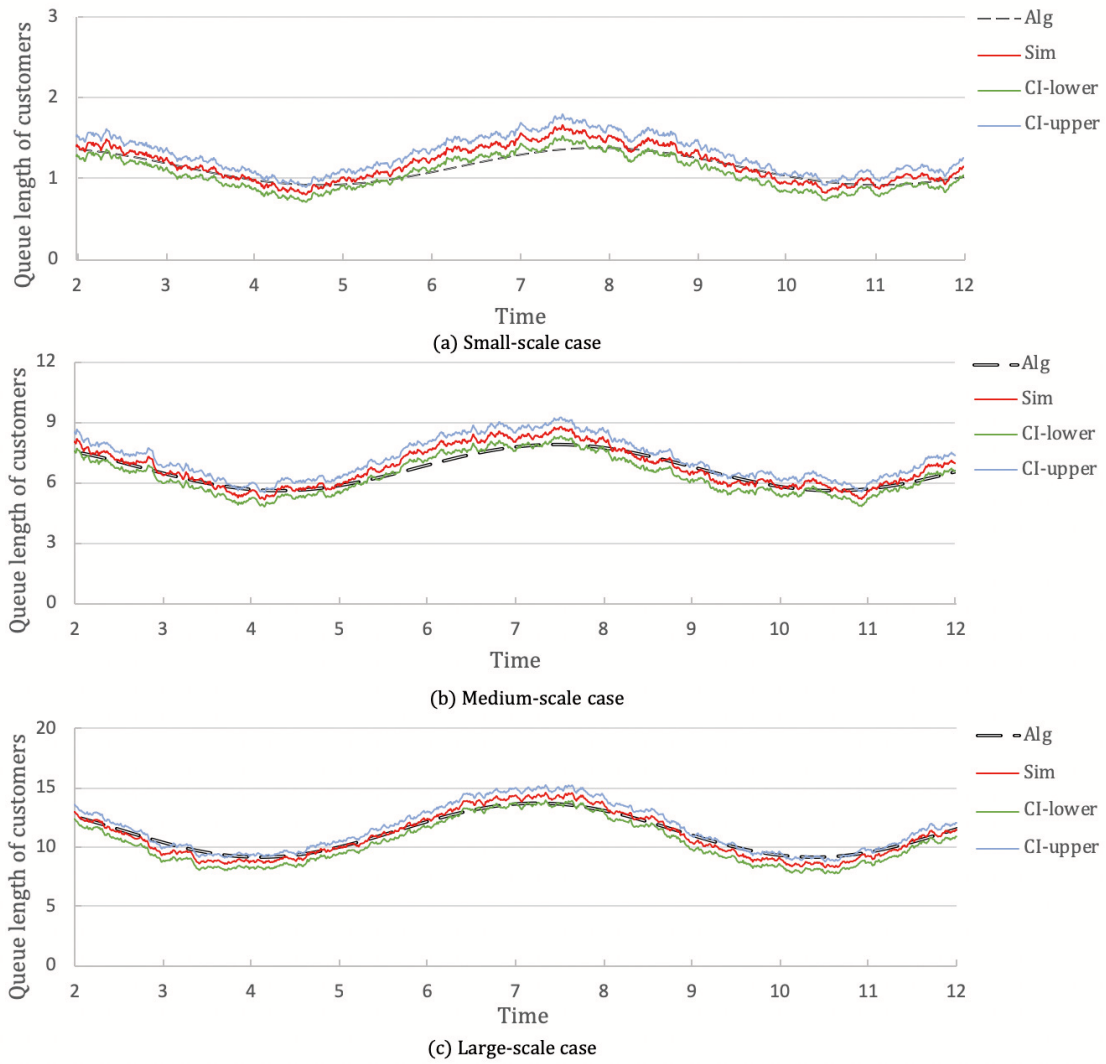 Queue length of customers
3
2
1
0
2 3 4 5 6 7 8 9 10 11 12
Time
Alg
Sim
CI-lower
CI-upper
(a) Small-scale case
Queue length of customers
12
9
6
3
0
2 3 4 5 6 7 8 9 10 11 12
Time
Alg
Sim
CI-lower
CI-upper
(b) Medium-scale case
Queue length of customers
20
15
10
5
0
2 3 4 5 6 7 8 9 10 11 12
Time
Alg
Sim
CI-lower
CI-upper
(c) Large-scale case